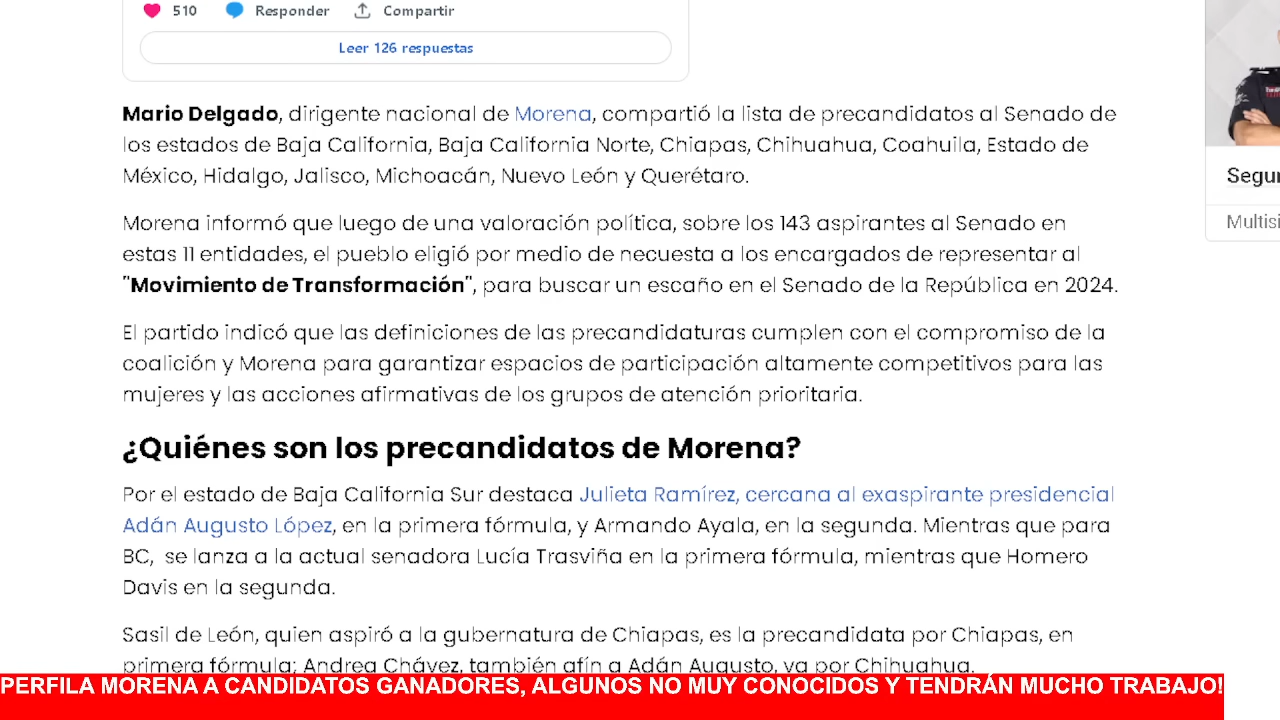 510 Responder Compartir
Leer 126 respuestas
Mario Delgado, dirigente nacional de Morena, compartió la lista de precandidatos al Senado de
los estados de Baja California, Baja California Norte, Chiapas, Chihuahua, Coahuila, Estado de
México, Hidalgo, Jalisco, Michoacán, Nuevo León y Querétaro.
Morena informó que luego de una valoración política, sobre los 143 aspirantes al Senado en
estas 11 entidades, el pueblo eligió por medio de necuesta a los encargados de representar al
"Movimiento de Transformación", para buscar un escaño en el Senado de la República en 2024.
El partido indicó que las definiciones de las precandidaturas cumplen con el compromiso de la
coalición y Morena para garantizar espacios de participación altamente competitivos para las
mujeres y las acciones afirmativas de los grupos de atención prioritaria.
¿Quiénes son los precandidatos de Morena?
Por el estado de Baja California Sur destaca Julieta Ramírez, cercana al exaspirante presidencial
Adán Augusto López, en la primera fórmula, y Armando Ayala, en la segunda. Mientras que para
BC, se lanza a la actual senadora Lucía Trasviña en la primera fórmula, mientras que Homero
Davis en la segunda.
Sasil de León, quien aspiró a la gubernatura de Chiapas, es la precandidata por Chiapas, en
primera fórmula; Andrea Chávez, también afín a Adán Augusto, va por Chihuahua.
Segu
Multisi
PERFILA MORENA A CANDIDATOS GANADORES, ALGUNOS NO MUY CONOCIDOS Y TENDRÁN MUCHO TRABAJO!